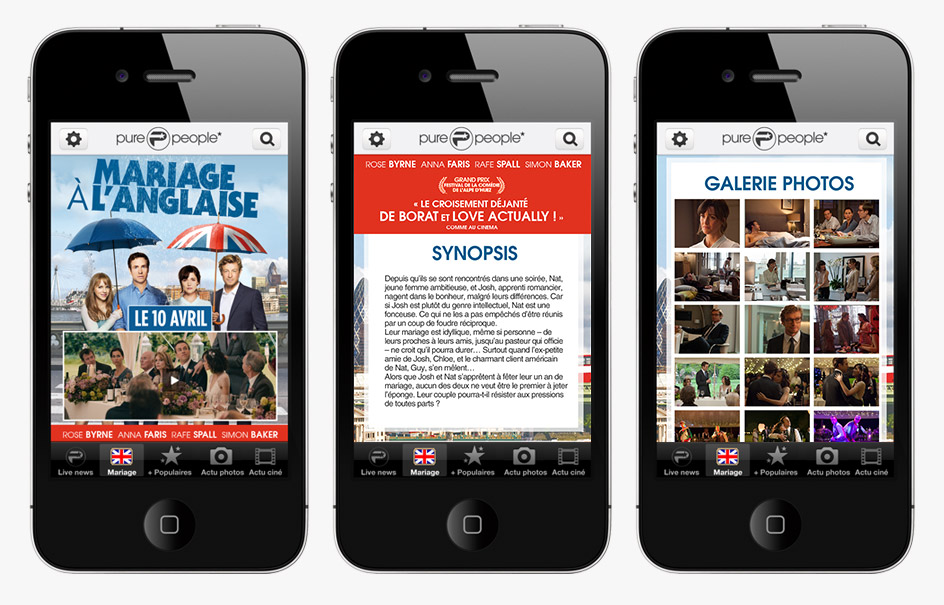 pure people*
MARIAGE
À L'ANGLAISE
LE 10 AVRIL
ROSE BYRNE ANNA FARIS RAFE SPALL SIMON BAKER
Live news Mariage + Populaires Actu photos Actu ciné
pure people*
ROSE BYRNE ANNA FARIS RAFE SPALL SIMON BAKER
GRAND PRIX
FESTIVAL DE LA COMÉDIE
DE L'ALPE D'HUEZ
« LE CROISEMENT DÉJANTÉ
DE BORAT ET LOVE ACTUALLY ! »
COMME AU CINEMA
SYNOPSIS
Depuis qu'ils se sont rencontrés dans une soirée, Nat,
jeune femme ambitieuse, et Josh, apprenti romancier,
nagent dans le bonheur, malgré leurs différences. Car
si Josh est plutôt du genre intellectuel, Nat est une
fonceuse. Ce qui ne les a pas empêchés d'être réunis
par un coup de foudre réciproque.
Leur mariage est idyllique, même si personne – de
leurs proches à leurs amis, jusqu'au pasteur qui officie
– ne croit qu'il pourra durer… Surtout quand l'ex-petite
amie de Josh, Chloe, et le charmant client américain
de Nat, Guy, s'en mêlent…
Alors que Josh et Nat s'apprêtent à fêter leur un an de
mariage, aucun des deux ne veut être le premier à jeter
l'éponge. Leur couple pourra-t-il résister aux pressions
de toutes parts ?
Live news Mariage + Populaires Actu photos Actu ciné
pure people*
GALERIE PHOTOS
Live news Mariage + Populaires Actu photos Actu ciné